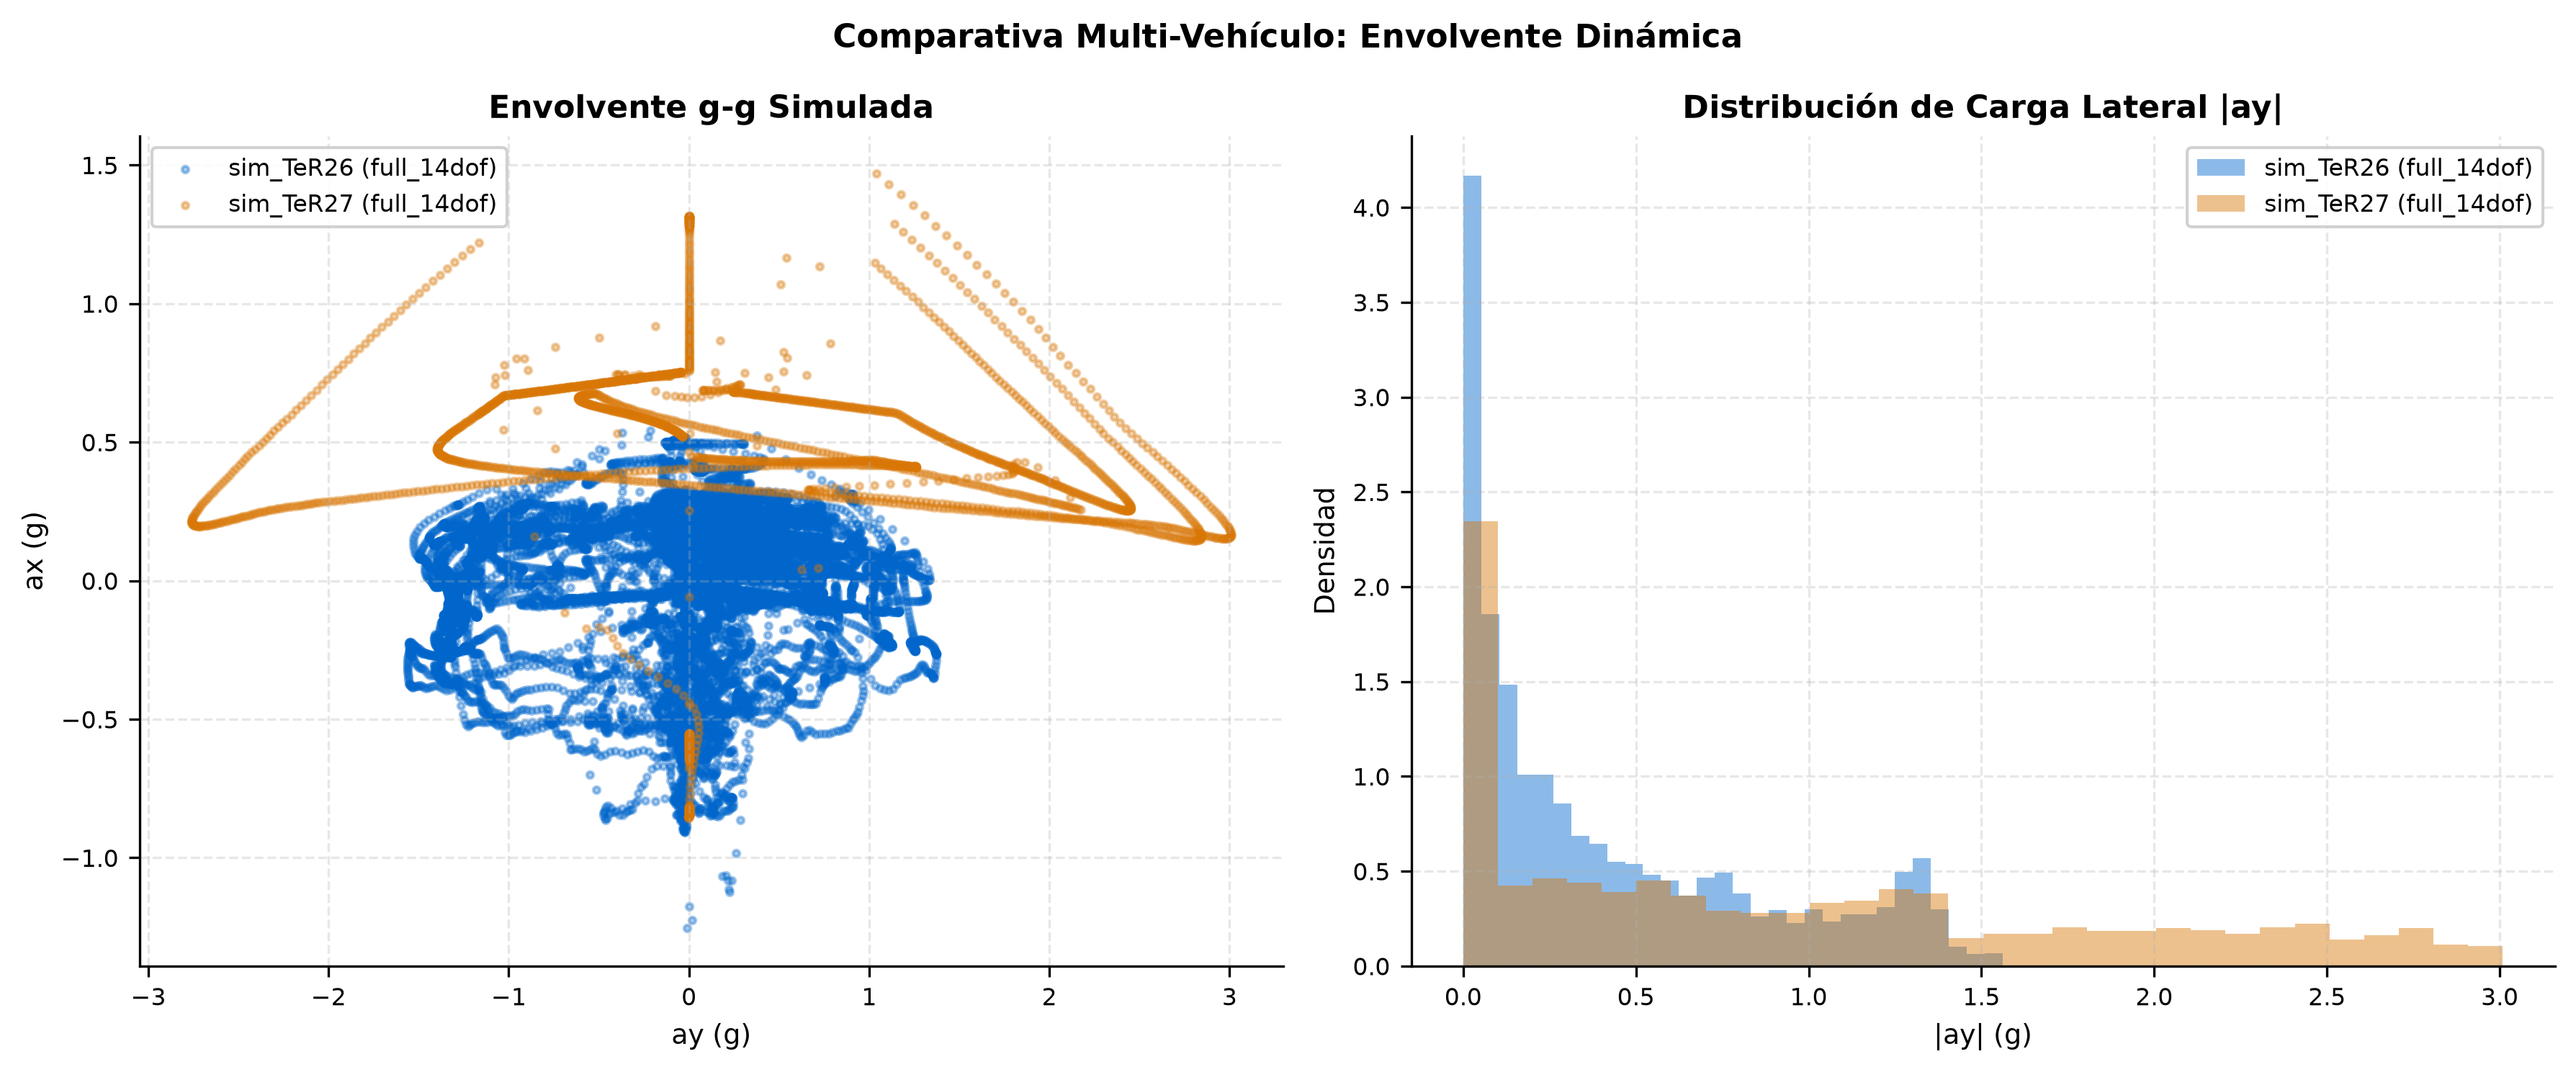 Comparativa Multi-Vehículo: Envolvente Dinámica
Envolvente g-g Simulada
sim_TeR26 (full_14dof)
sim_TeR27 (full_14dof)
1.5
1.0
0.5
0.0
−0.5
−1.0
ax (g)
−3
−2
−1
0
1
2
3
ay (g)
Distribución de Carga Lateral |ay|
sim_TeR26 (full_14dof)
sim_TeR27 (full_14dof)
4.0
3.5
3.0
2.5
2.0
1.5
1.0
0.5
0.0
Densidad
0.0
0.5
1.0
1.5
2.0
2.5
3.0
|ay| (g)